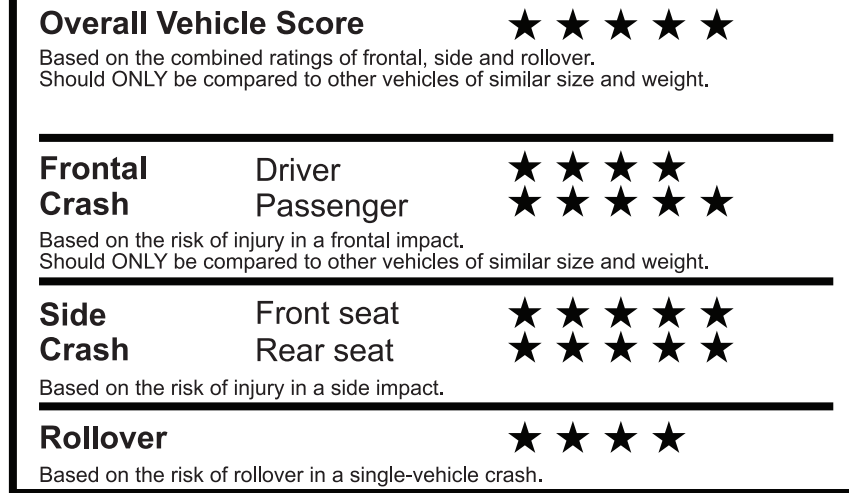 Overall Vehicle Score ★ ★ ★ ★ ★
Based on the combined ratings of frontal, side and rollover.
Should ONLY be compared to other vehicles of similar size and weight.
Frontal Driver ★ ★ ★ ★
Crash Passenger ★ ★ ★ ★ ★
Based on the risk of injury in a frontal impact.
Should ONLY be compared to other vehicles of similar size and weight.
Side Front seat ★ ★ ★ ★ ★
Crash Rear seat ★ ★ ★ ★ ★
Based on the risk of injury in a side impact.
Rollover ★ ★ ★ ★
Based on the risk of rollover in a single-vehicle crash.